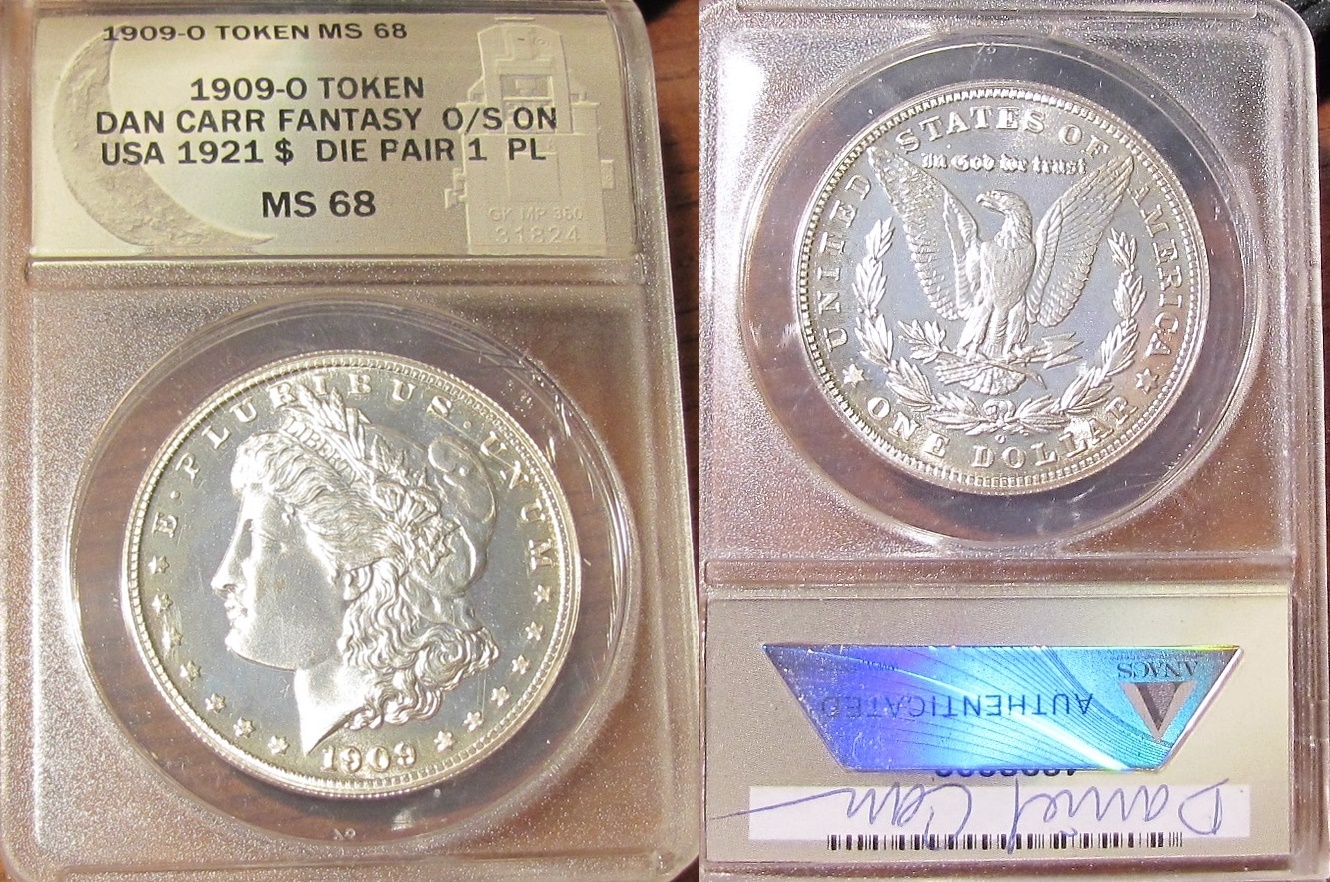 1909-O TOKEN MS 68
1909-O TOKEN
DAN CARR FANTASY O/S ON
USA 1921 $ DIE PAIR 1 PL
MS 68
GK MP 360
31824
E · PLURIBUS · UNUM
LIBERTY
1909
UNITED STATES OF AMERICA
In God we trust
O
ONE DOLLAR
ANACS
AUTHENTICATED
Daniel Carr